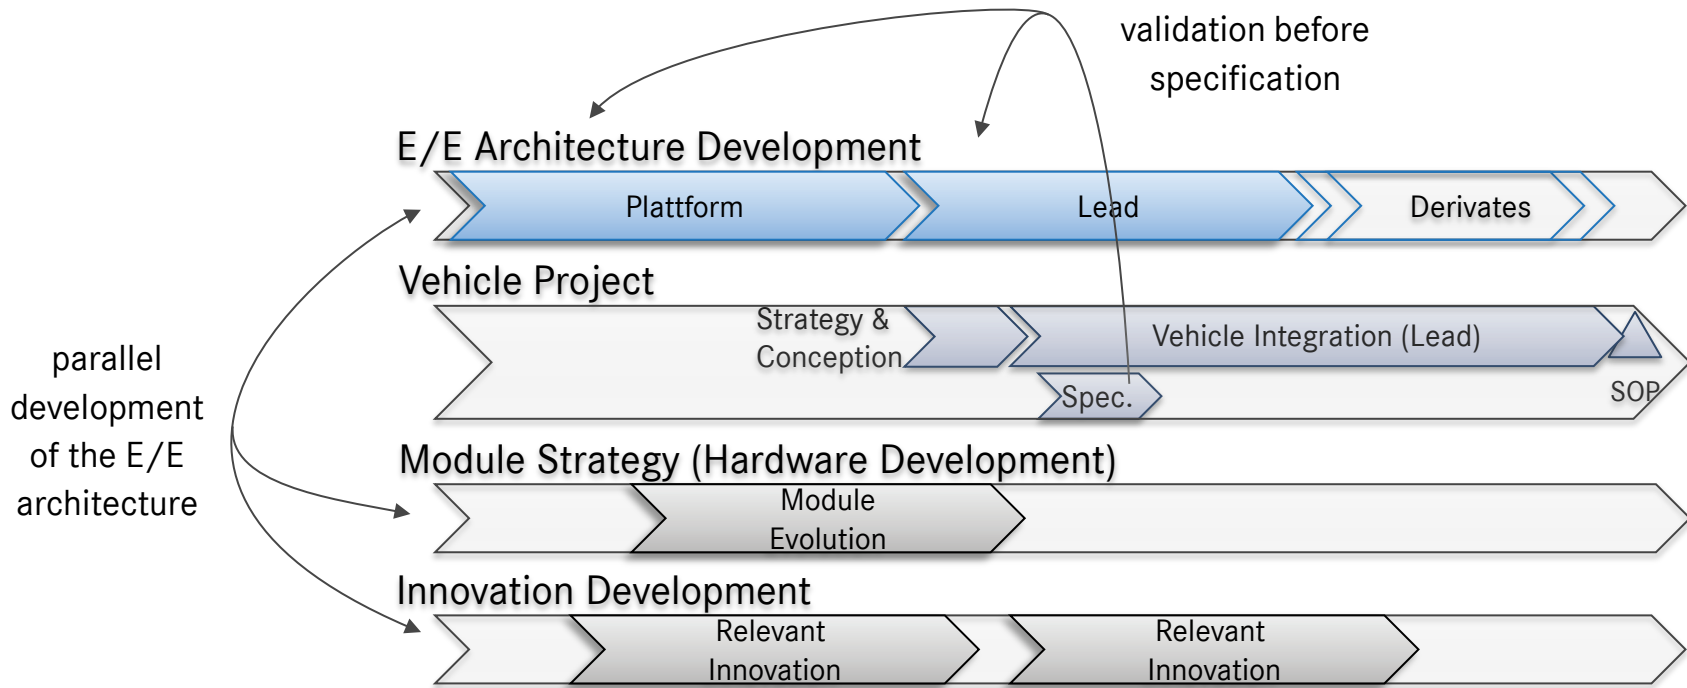 validation before
specification
E/E Architecture Development
Plattform
Lead
Derivates
Vehicle Project
Strategy &
Conception
Vehicle Integration (Lead)
Spec.
SOP
parallel
development
of the E/E
architecture
Module Strategy (Hardware Development)
Module
Evolution
Innovation Development
Relevant
Innovation
Relevant
Innovation